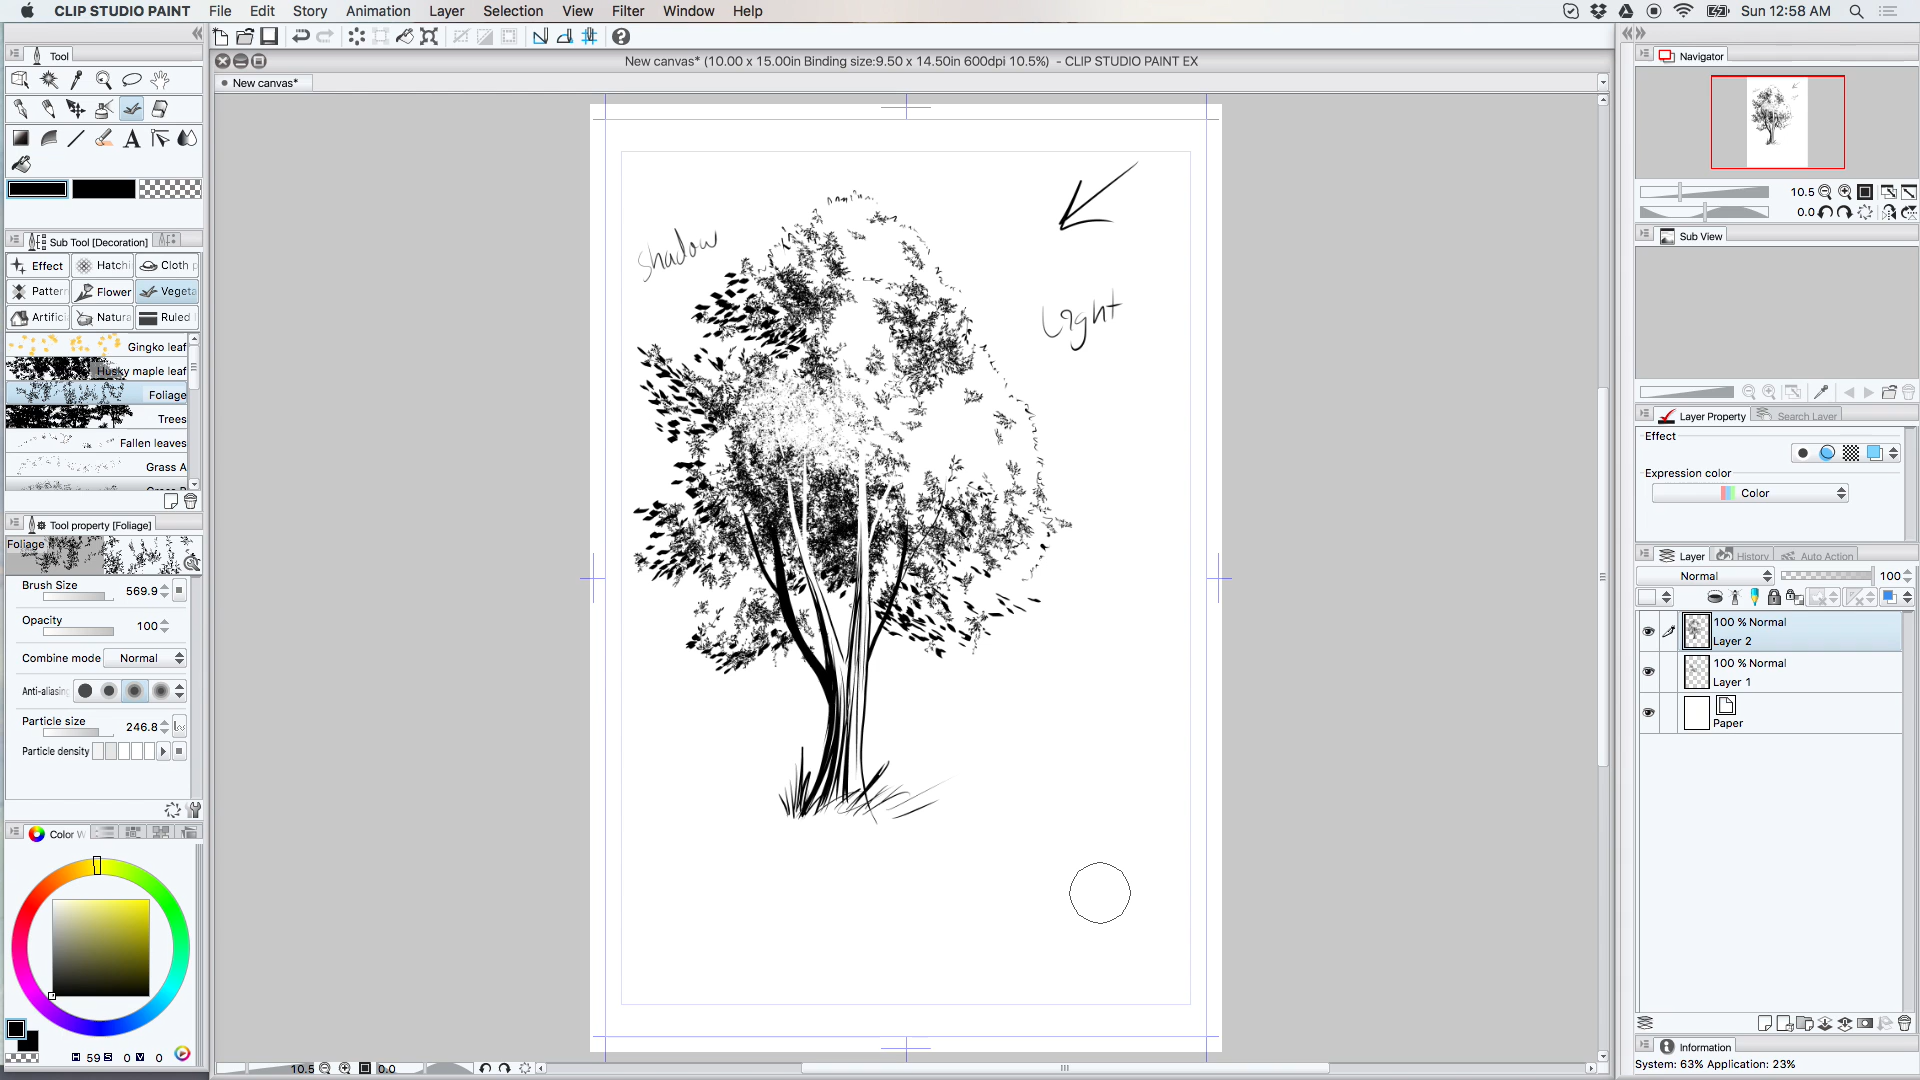 CLIP STUDIO PAINT File Edit Story Animation Layer Selection View Filter Window Help Sun 12:58 AM
New canvas* (10.00 x 15.00in Binding size:9.50 x 14.50in 600dpi 10.5%) - CLIP STUDIO PAINT EX
New canvas*
Tool
Sub Tool [Decoration]
Effect Hatchi Cloth p
Pattern Flower Vegeta
Artifici Natura Ruled
Gingko leaf
Husky maple leaf
Foliage
Trees
Fallen leaves
Grass A
Tool property [Foliage]
Foliage
Brush Size 569.9
Opacity 100
Combine mode Normal
Anti-aliasing
Particle size 246.8
Particle density
Color W
H 59 S 0 V 0
shadow
Light
10.5 0.0
Navigator
10.5
0.0
Sub View
Layer Property Search Layer
Effect
Expression color
Color
Layer History Auto Action
Normal 100
100 % Normal
Layer 2
100 % Normal
Layer 1
Paper
Information
System: 63% Application: 23%